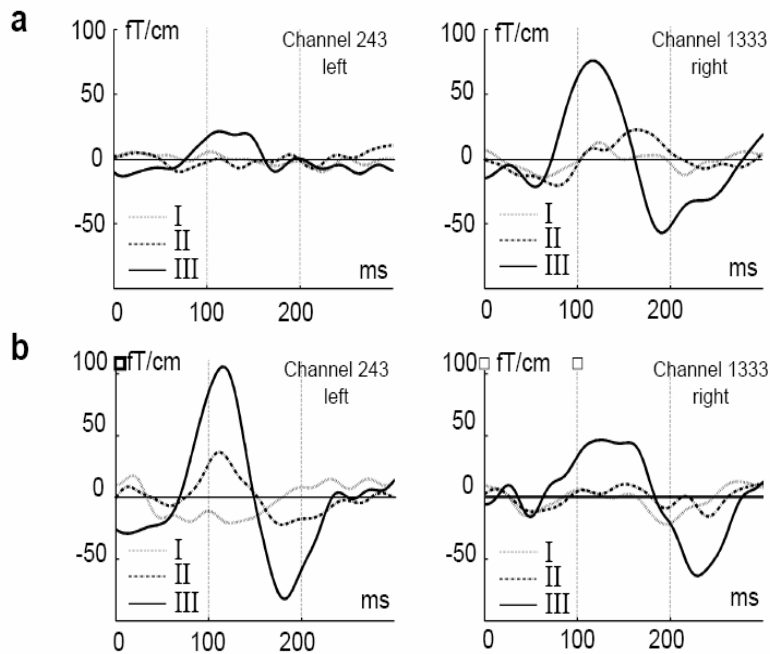 a
fT/cm
Channel 243
left
100
50
0
-50
I
II
III
ms
0 100 200
fT/cm
Channel 1333
right
100
50
0
-50
I
II
III
ms
0 100 200
b
fT/cm
Channel 243
left
100
50
0
-50
I
II
III
ms
0 100 200
fT/cm
Channel 1333
right
100
50
0
-50
I
II
III
ms
0 100 200